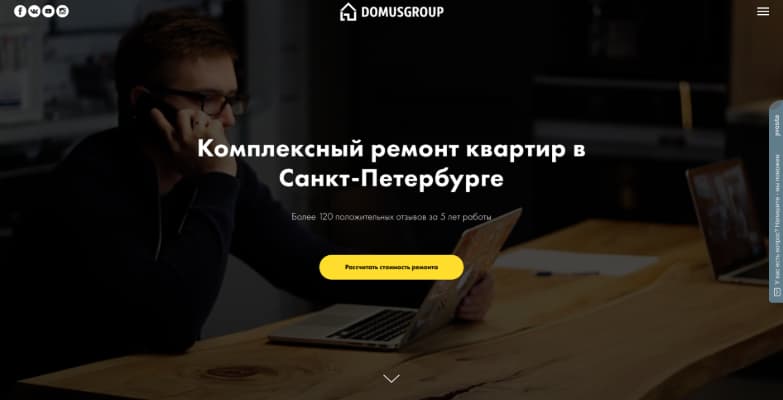 DOMUSGROUP
Комплексный ремонт квартир в
Санкт-Петербурге
Более 120 положительных отзывов за 5 лет работы
Рассчитать стоимость ремонта
У вас есть вопрос? Напишите - мы поможем